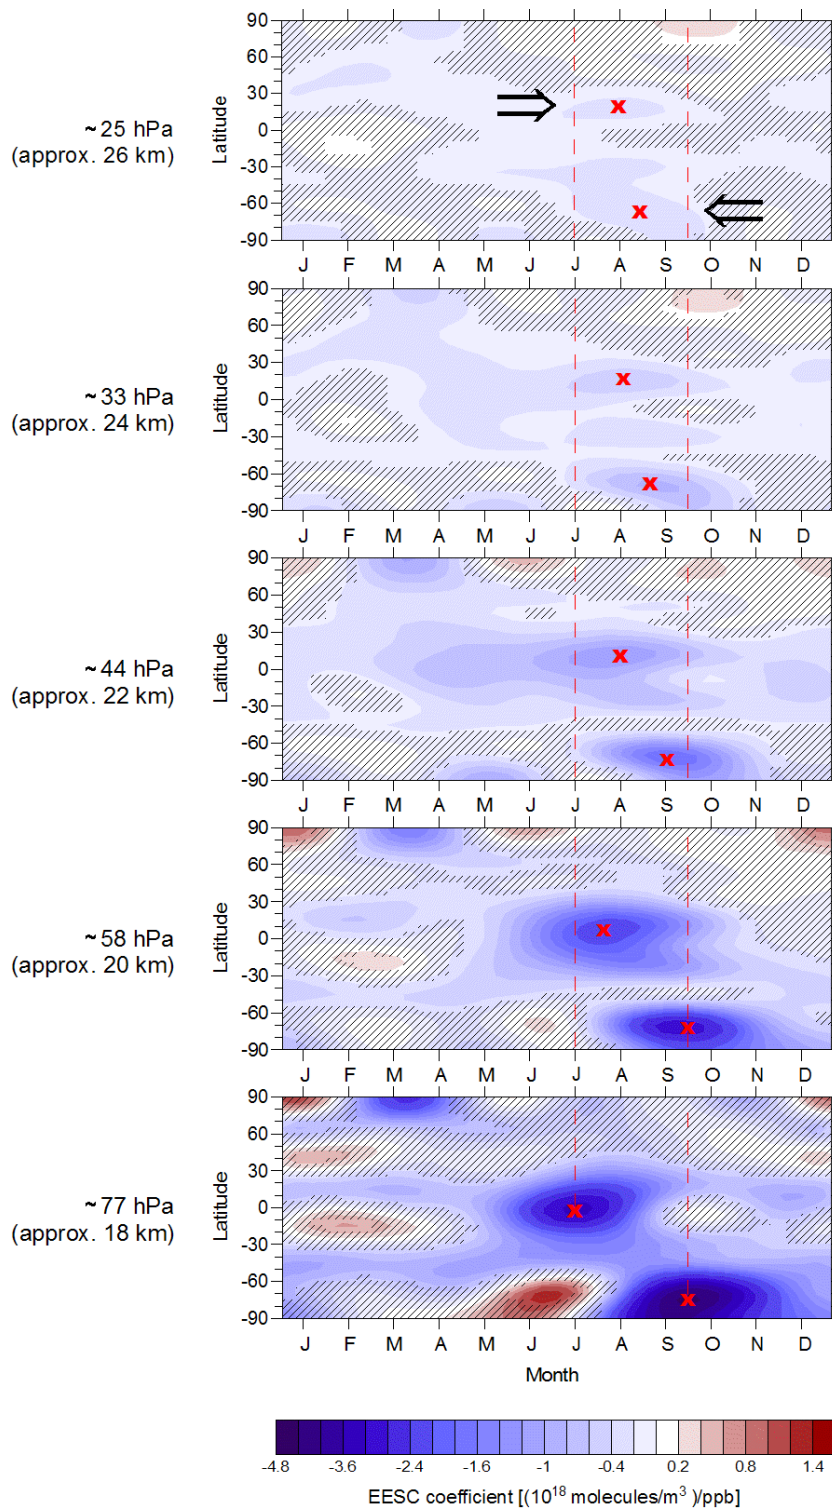 90
60
30
0
-30
-60
-90
Latitude
~25 hPa
(approx. 26 km)
x
x
J F M A M J J A S O N D
90
60
30
0
-30
-60
-90
Latitude
~33 hPa
(approx. 24 km)
x
x
J F M A M J J A S O N D
90
60
30
0
-30
-60
-90
Latitude
~44 hPa
(approx. 22 km)
x
x
J F M A M J J A S O N D
90
60
30
0
-30
-60
-90
Latitude
~58 hPa
(approx. 20 km)
x
x
J F M A M J J A S O N D
90
60
30
0
-30
-60
-90
Latitude
~77 hPa
(approx. 18 km)
x
x
J F M A M J J A S O N D
Month
-4.8 -3.6 -2.4 -1.6 -1 -0.4 0.2 0.8 1.4
EESC coefficient [(10¹⁸ molecules/m³)/ppb]